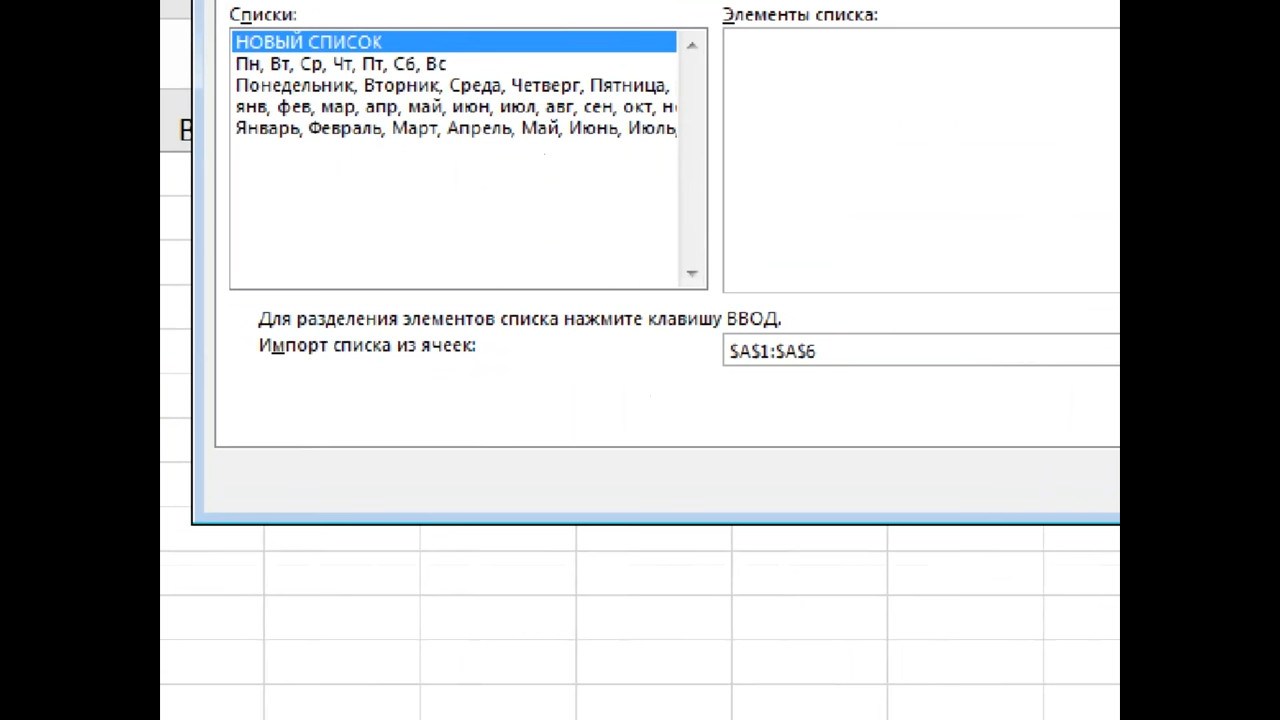 Списки:
Элементы списка:
НОВЫЙ СПИСОК
Пн, Вт, Ср, Чт, Пт, Сб, Вс
Понедельник, Вторник, Среда, Четверг, Пятница,
янв, фев, мар, апр, май, июн, июл, авг, сен, окт, но
Январь, Февраль, Март, Апрель, Май, Июнь, Июль,
B
Для разделения элементов списка нажмите клавишу ВВОД.
Импорт списка из ячеек:
$A$1:$A$6